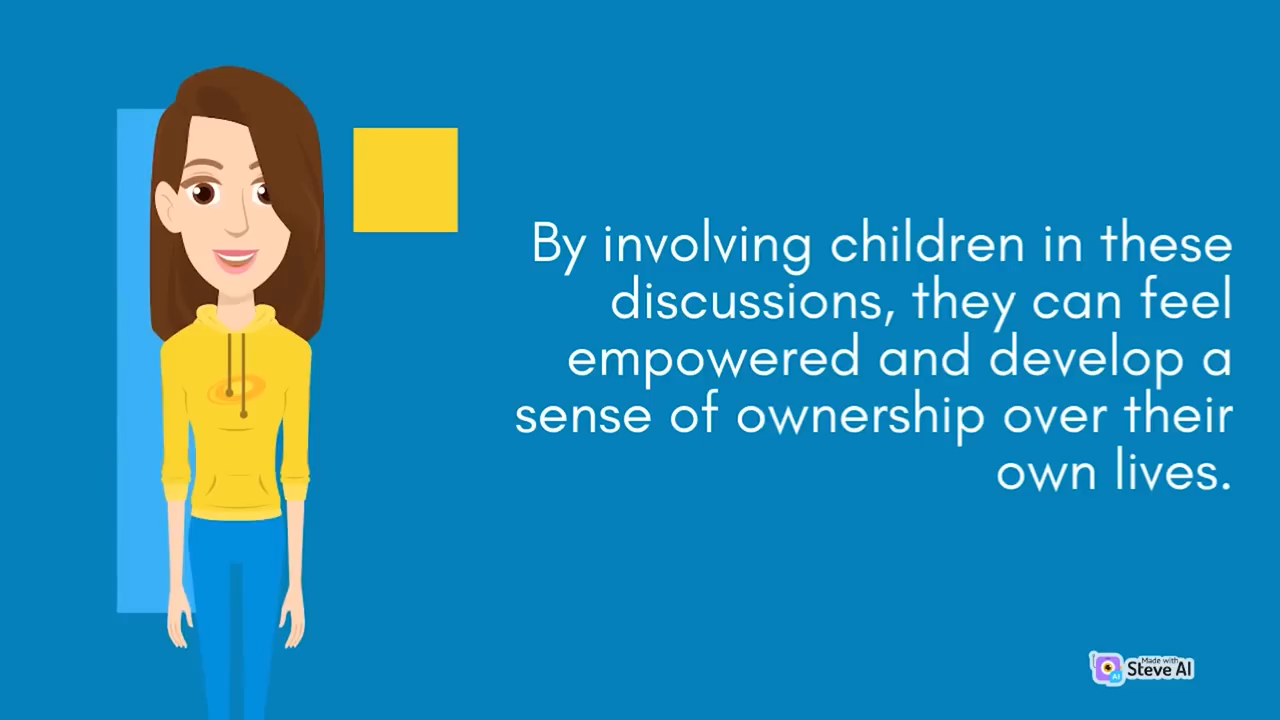 By involving children in these
discussions, they can feel
empowered and develop a
sense of ownership over their
own lives.
Made with
Steve AI
AI